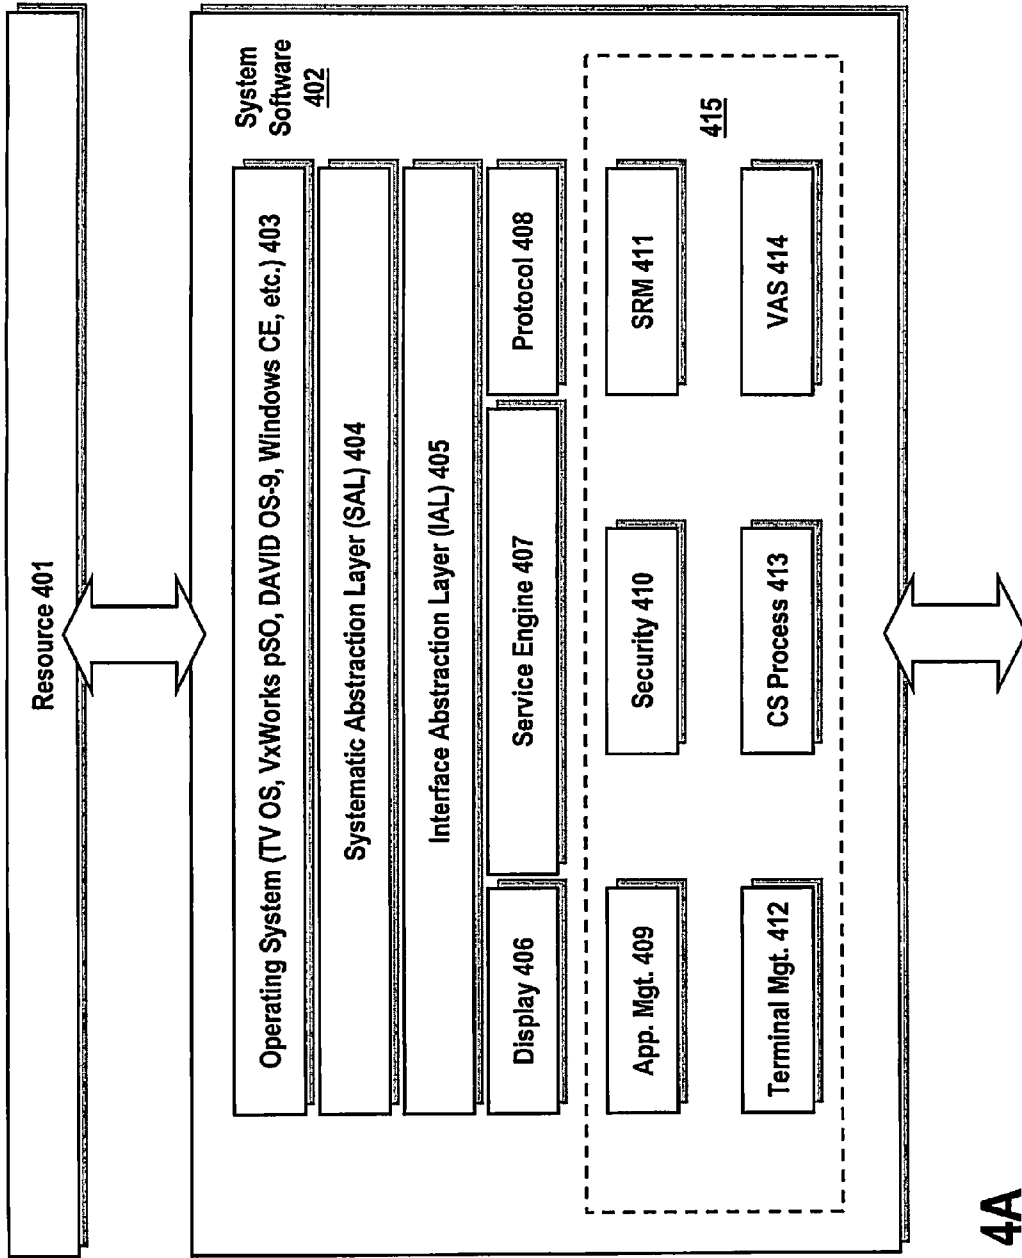 Resource 401
System
Software
402
Operating System (TV OS, VxWorks pSO, DAVID OS-9, Windows CE, etc.) 403
Systematic Abstraction Layer (SAL) 404
Interface Abstraction Layer (IAL) 405
Display 406
Service Engine 407
Protocol 408
415
App. Mgt. 409
Security 410
SRM 411
Terminal Mgt. 412
CS Process 413
VAS 414
4A